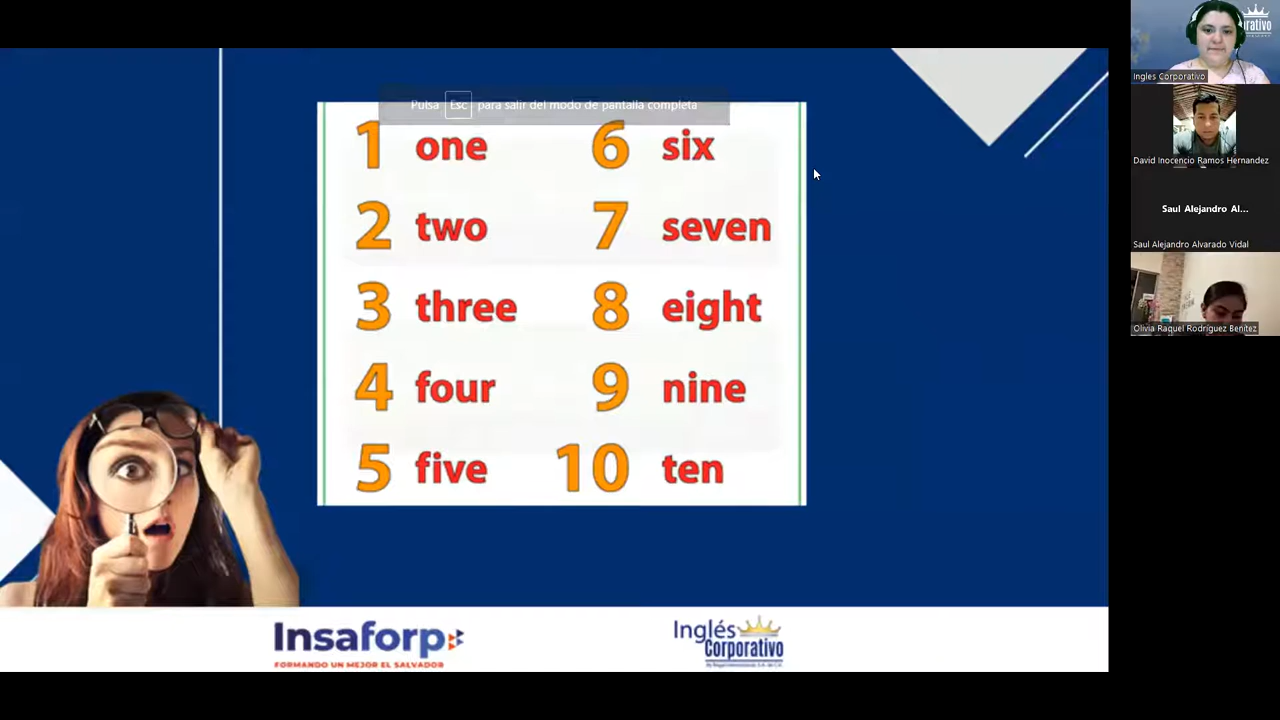 Pulsa Esc para salir del modo de pantalla completa
1 one 6 six
2 two 7 seven
3 three 8 eight
4 four 9 nine
5 five 10 ten
Insaforp
FORMANDO UN MEJOR EL SALVADOR
Inglés
Corporativo
Ingles Corporativo
David Inocencio Ramos Hernandez
Saul Alejandro Al...
Saul Alejandro Alvarado Vidal
Olivia Raquel Rodriguez Benitez